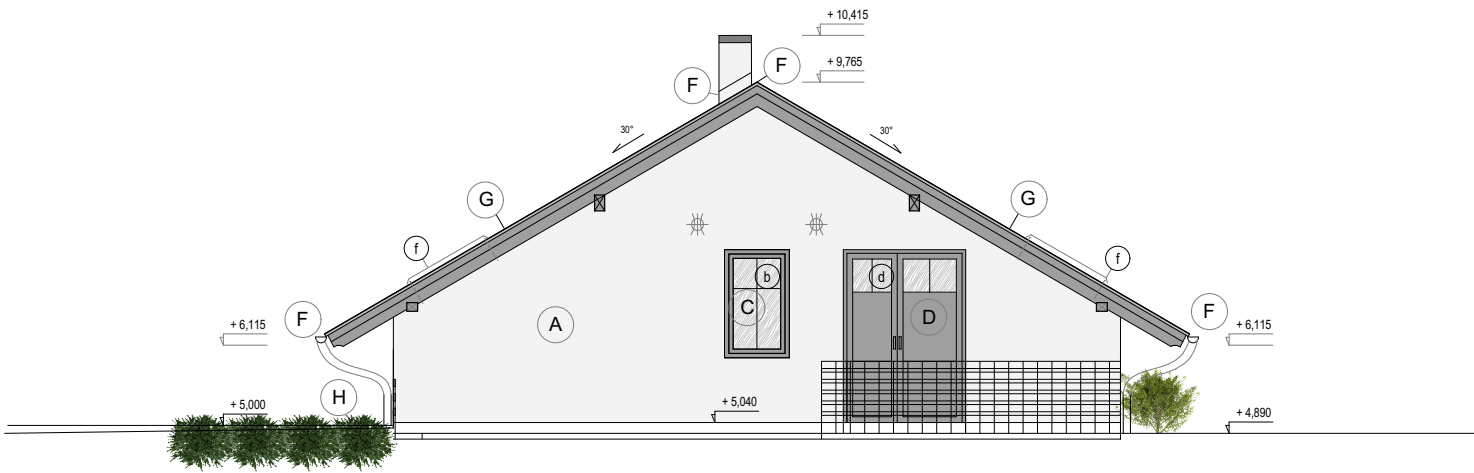 + 10,415
+ 9,765
F
F
30°
30°
G
G
f
f
b
d
C
D
A
F
F
+ 6,115
+ 6,115
H
+ 5,000
+ 5,040
+ 4,890